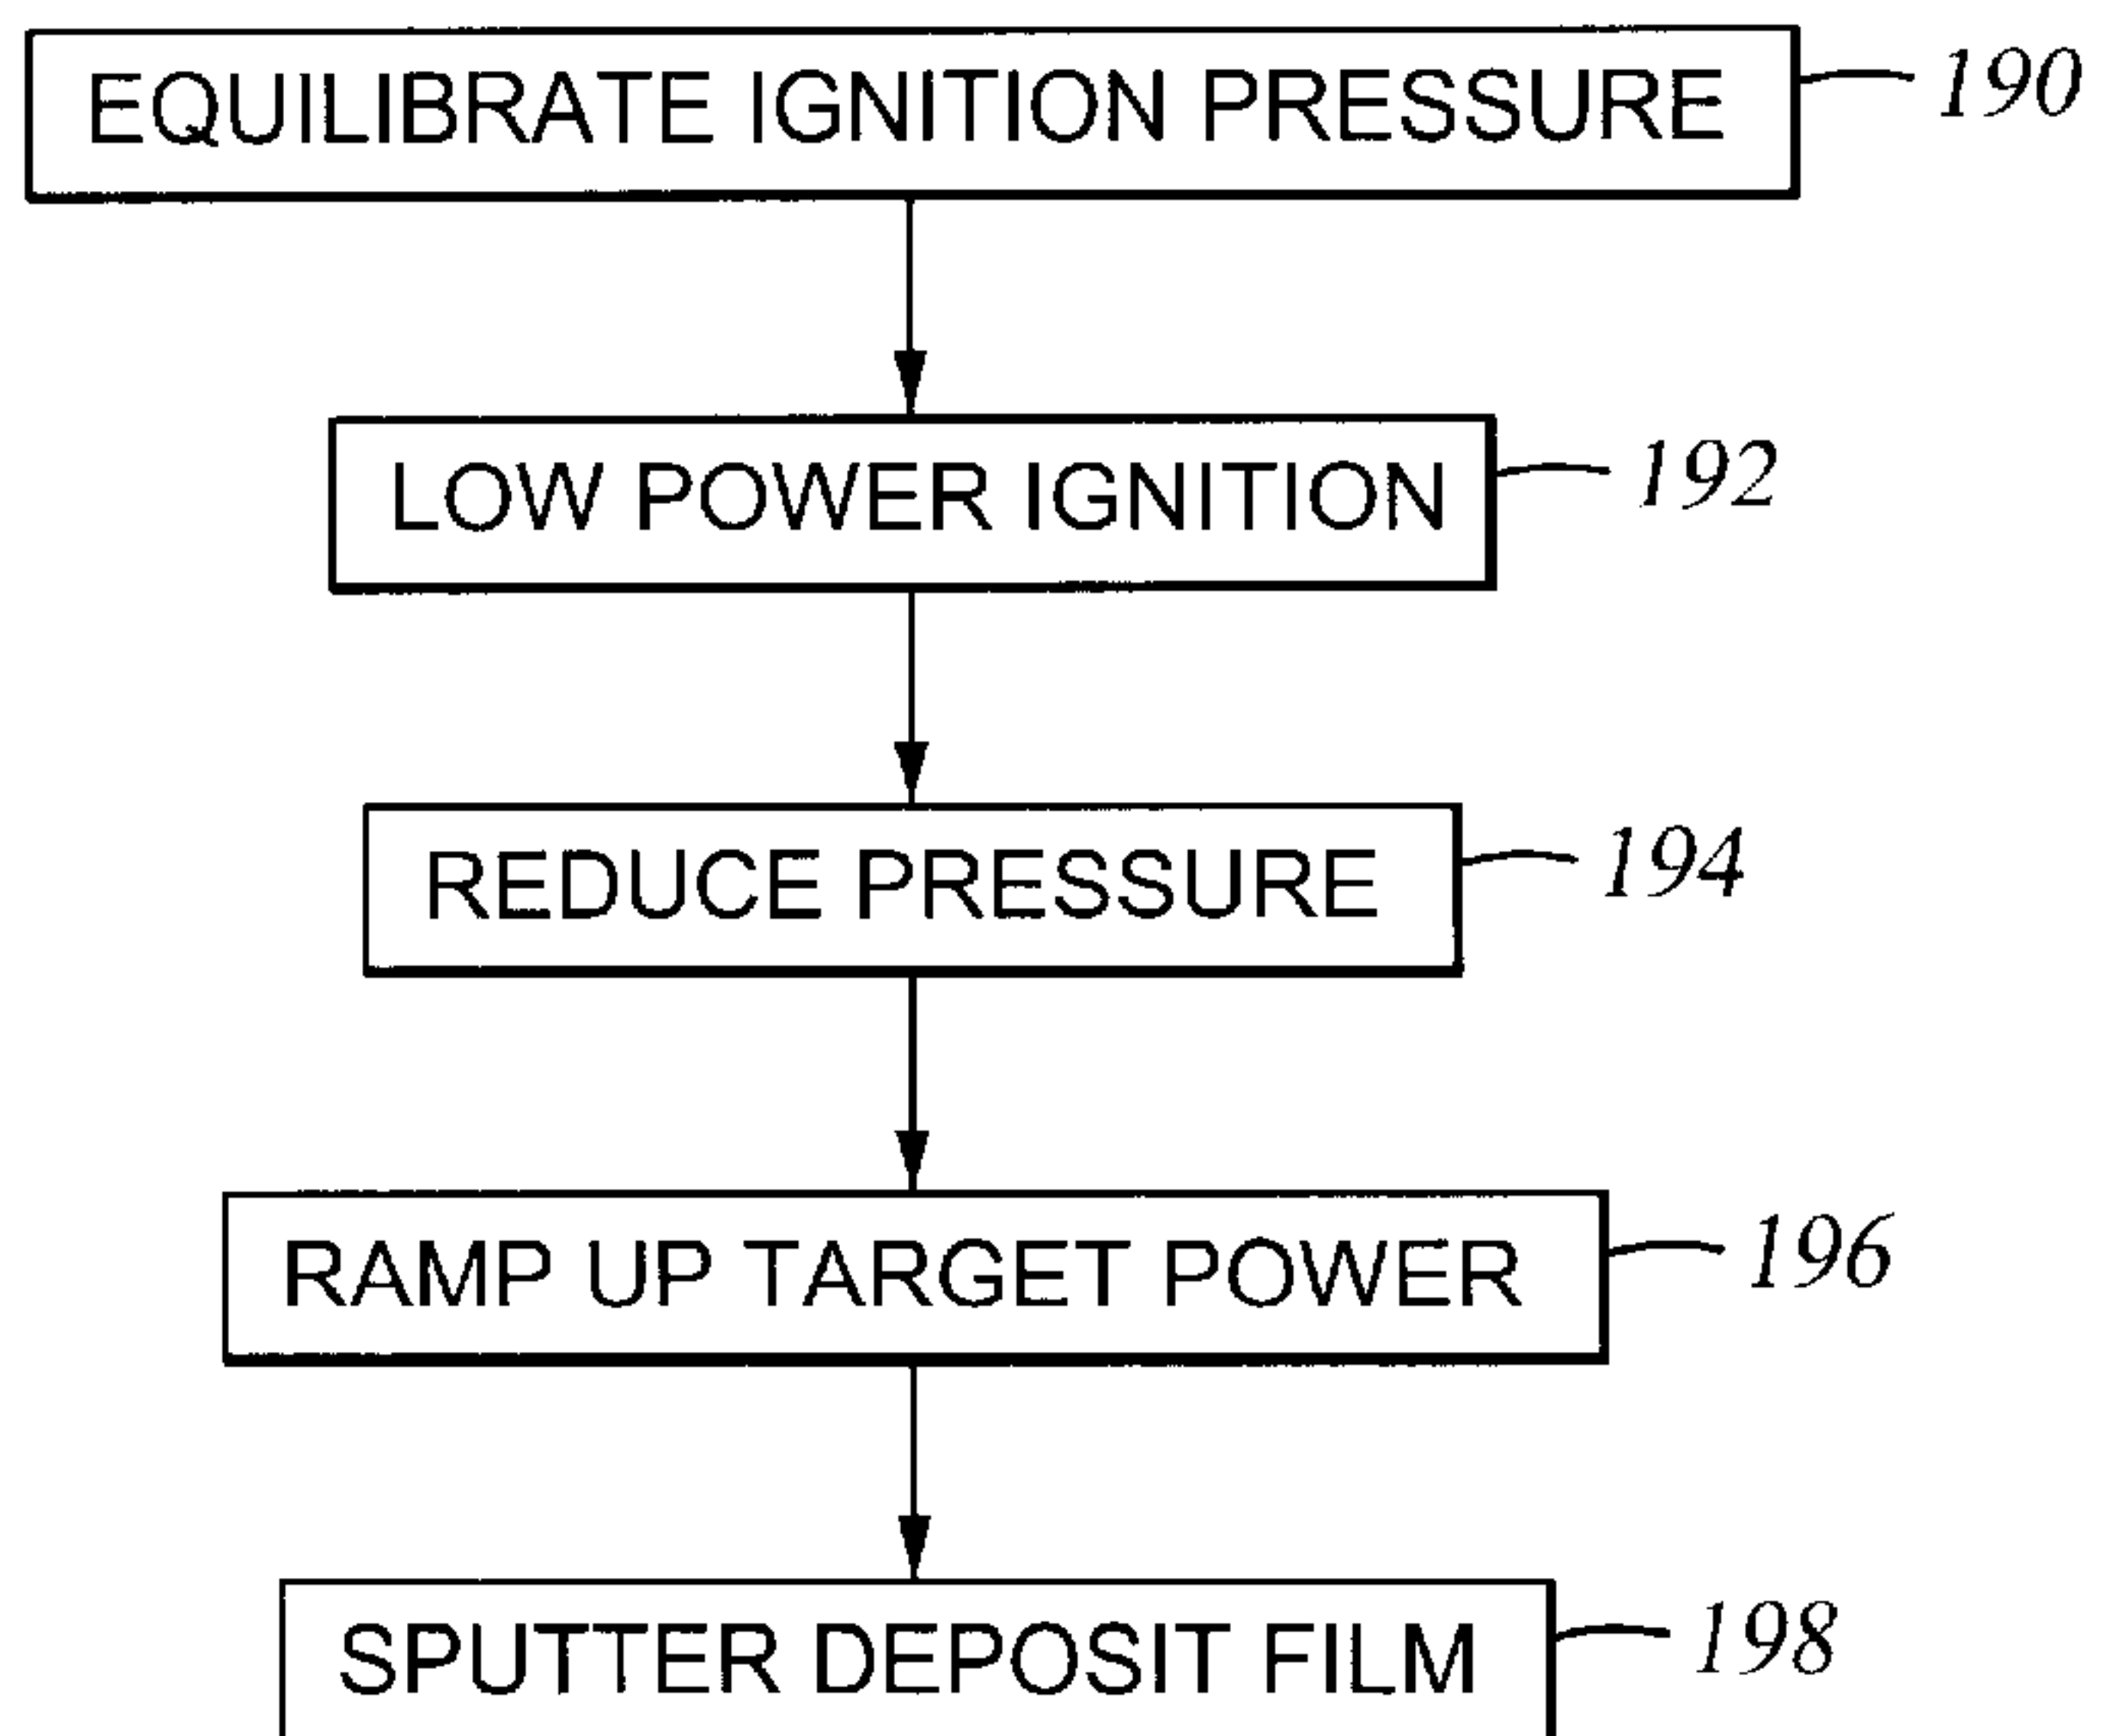 EQUILIBRATE IGNITION PRESSURE 190
LOW POWER IGNITION 192
REDUCE PRESSURE 194
RAMP UP TARGET POWER 196
SPUTTER DEPOSIT FILM 198